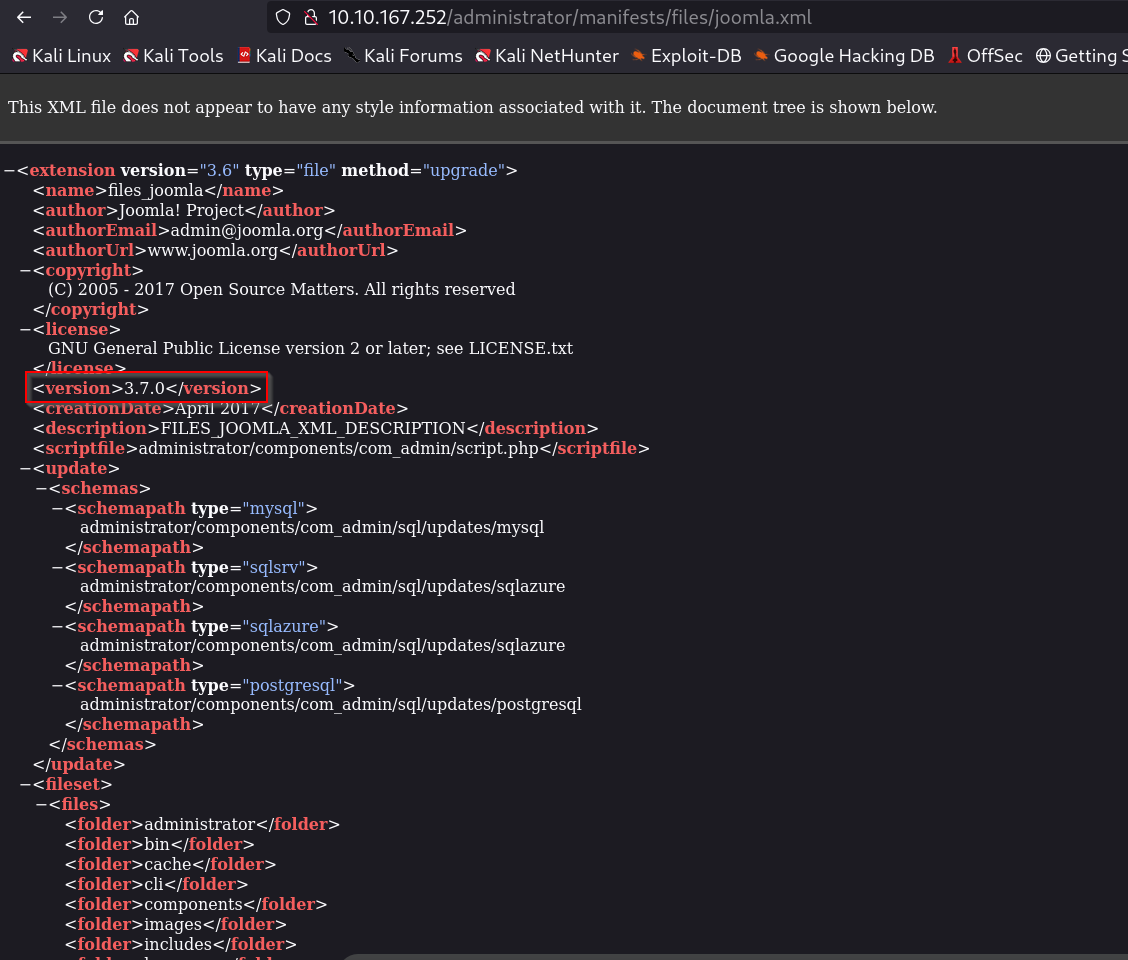 10.10.167.252/administrator/manifests/files/joomla.xml
Kali Linux Kali Tools Kali Docs Kali Forums Kali NetHunter Exploit-DB Google Hacking DB OffSec Getting S
This XML file does not appear to have any style information associated with it. The document tree is shown below.
−<extension version="3.6" type="file" method="upgrade">
<name>files_joomla</name>
<author>Joomla! Project</author>
<authorEmail>admin@joomla.org</authorEmail>
<authorUrl>www.joomla.org</authorUrl>
−<copyright>
(C) 2005 - 2017 Open Source Matters. All rights reserved
</copyright>
−<license>
GNU General Public License version 2 or later; see LICENSE.txt
</license>
<version>3.7.0</version>
<creationDate>April 2017</creationDate>
<description>FILES_JOOMLA_XML_DESCRIPTION</description>
<scriptfile>administrator/components/com_admin/script.php</scriptfile>
−<update>
−<schemas>
−<schemapath type="mysql">
administrator/components/com_admin/sql/updates/mysql
</schemapath>
−<schemapath type="sqlsrv">
administrator/components/com_admin/sql/updates/sqlazure
</schemapath>
−<schemapath type="sqlazure">
administrator/components/com_admin/sql/updates/sqlazure
</schemapath>
−<schemapath type="postgresql">
administrator/components/com_admin/sql/updates/postgresql
</schemapath>
</schemas>
</update>
−<fileset>
−<files>
<folder>administrator</folder>
<folder>bin</folder>
<folder>cache</folder>
<folder>cli</folder>
<folder>components</folder>
<folder>images</folder>
<folder>includes</folder>